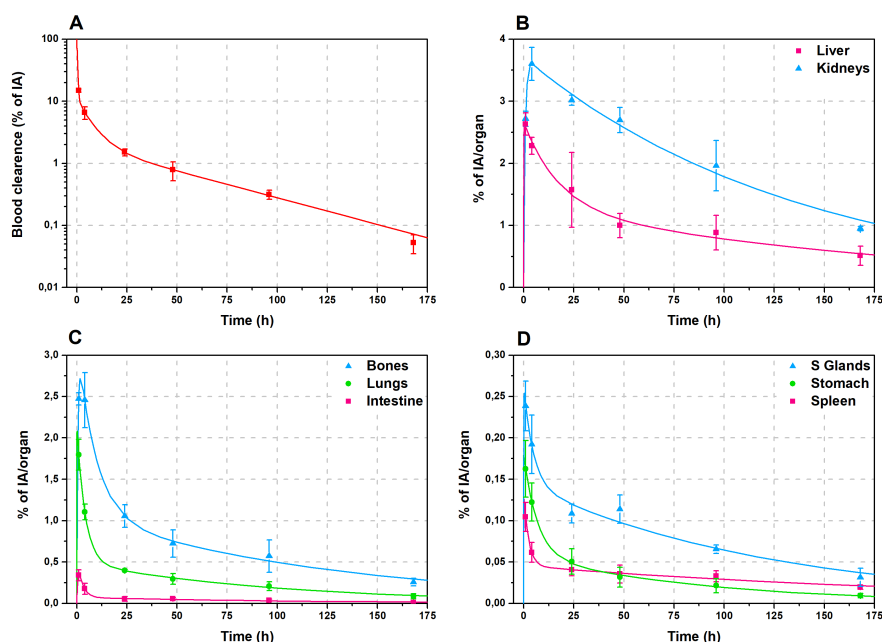 A
Blood clearence (% of IA)
100
10
1
0,1
0,01
0 25 50 75 100 125 150 175
Time (h)
B
Liver
Kidneys
% of IA/organ
4
3
2
1
0
0 25 50 75 100 125 150 175
Time (h)
C
Bones
Lungs
Intestine
% of IA/organ
3,0
2,5
2,0
1,5
1,0
0,5
0,0
0 25 50 75 100 125 150 175
Time (h)
D
S Glands
Stomach
Spleen
% of IA/organ
0,30
0,25
0,20
0,15
0,10
0,05
0,00
0 25 50 75 100 125 150 175
Time (h)